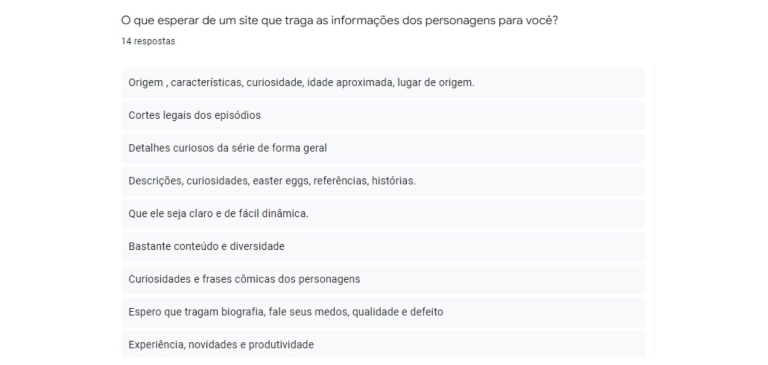 O que esperar de um site que traga as informações dos personagens para você?
14 respostas
Origem , características, curiosidade, idade aproximada, lugar de origem.
Cortes legais dos episódios
Detalhes curiosos da série de forma geral
Descrições, curiosidades, easter eggs, referências, histórias.
Que ele seja claro e de fácil dinâmica.
Bastante conteúdo e diversidade
Curiosidades e frases cômicas dos personagens
Espero que tragam biografia, fale seus medos, qualidade e defeito
Experiência, novidades e produtividade